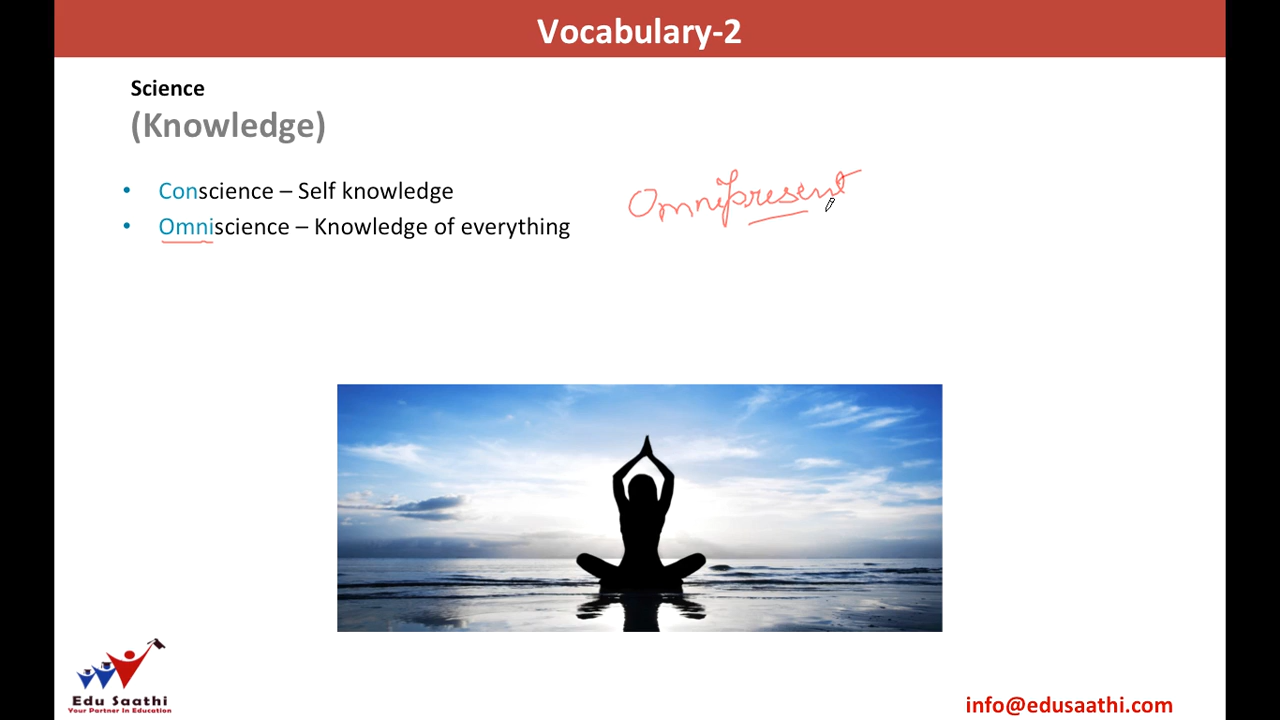 Vocabulary-2
Science
(Knowledge)
• Conscience – Self knowledge
• Omniscience – Knowledge of everything
Omnipresent
Edu Saathi
Your Partner In Education
info@edusaathi.com